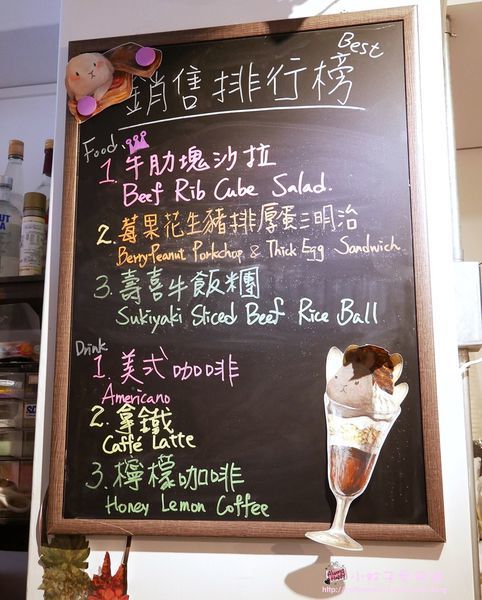 銷售排行榜 Best
Food
1 牛肋塊沙拉
Beef Rib Cube Salad.
2. 莓果花生豬排厚蛋三明治
Berry-Peanut Porkchop & Thick Egg Sandwich.
3. 壽喜牛飯糰
Sukiyaki Sliced Beef Rice Ball
Drink
1. 美式咖啡
Americano
2. 拿鐵
Caffé Latte
3. 檸檬咖啡
Honey Lemon Coffee